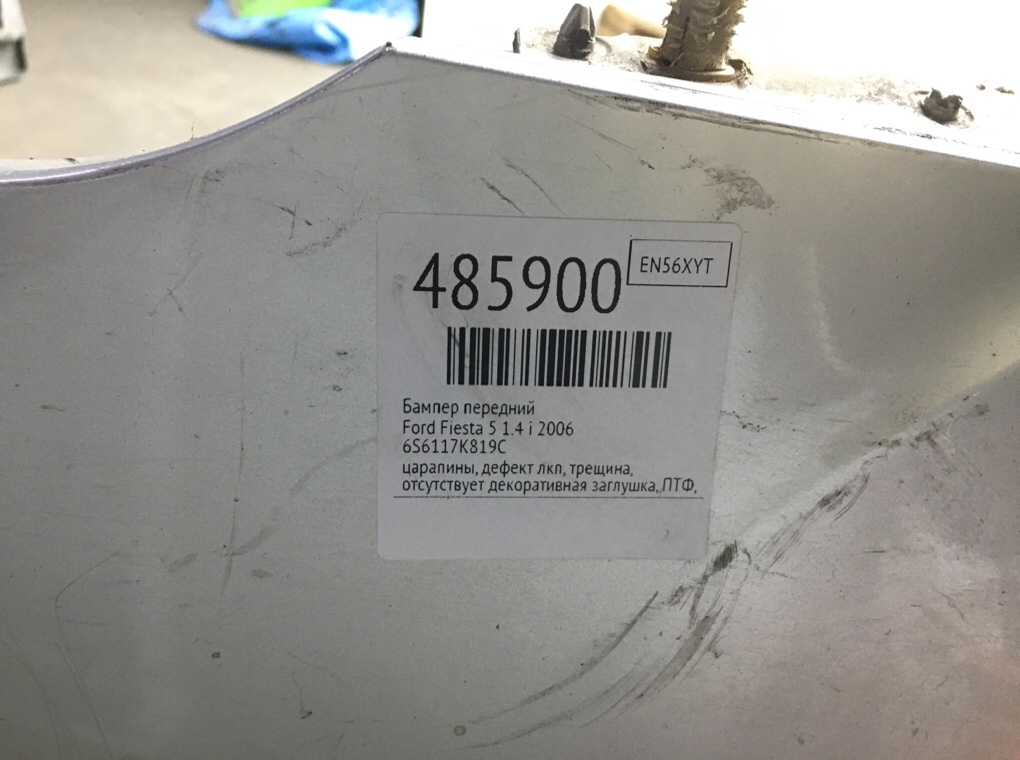 485900
EN56XYT
Бампер передний
Ford Fiesta 5 1.4 i 2006
6S6117K819C
царапины, дефект лкп, трещина,
отсутствует декоративная заглушка, ПТФ,